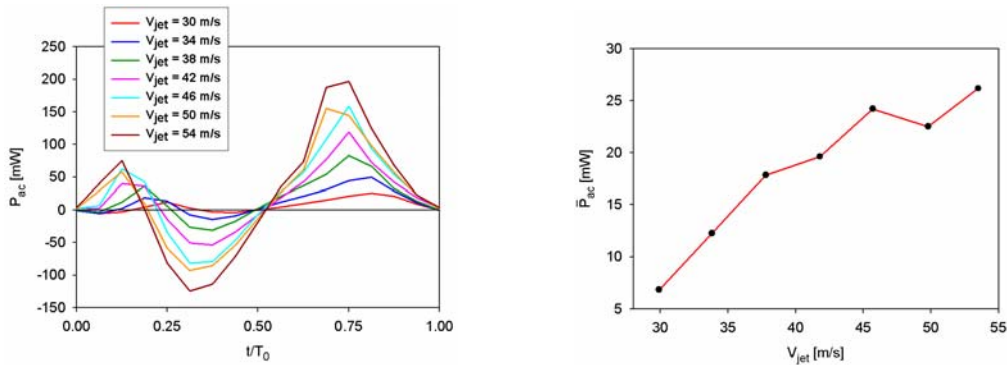 V_jet = 30 m/s
V_jet = 34 m/s
V_jet = 38 m/s
V_jet = 42 m/s
V_jet = 46 m/s
V_jet = 50 m/s
V_jet = 54 m/s
250
200
150
100
50
0
-50
-100
-150
P_ac [mW]
0.00 0.25 0.50 0.75 1.00
t/T_0
30
25
20
15
10
5
P̄_ac [mW]
30 35 40 45 50 55
V_jet [m/s]